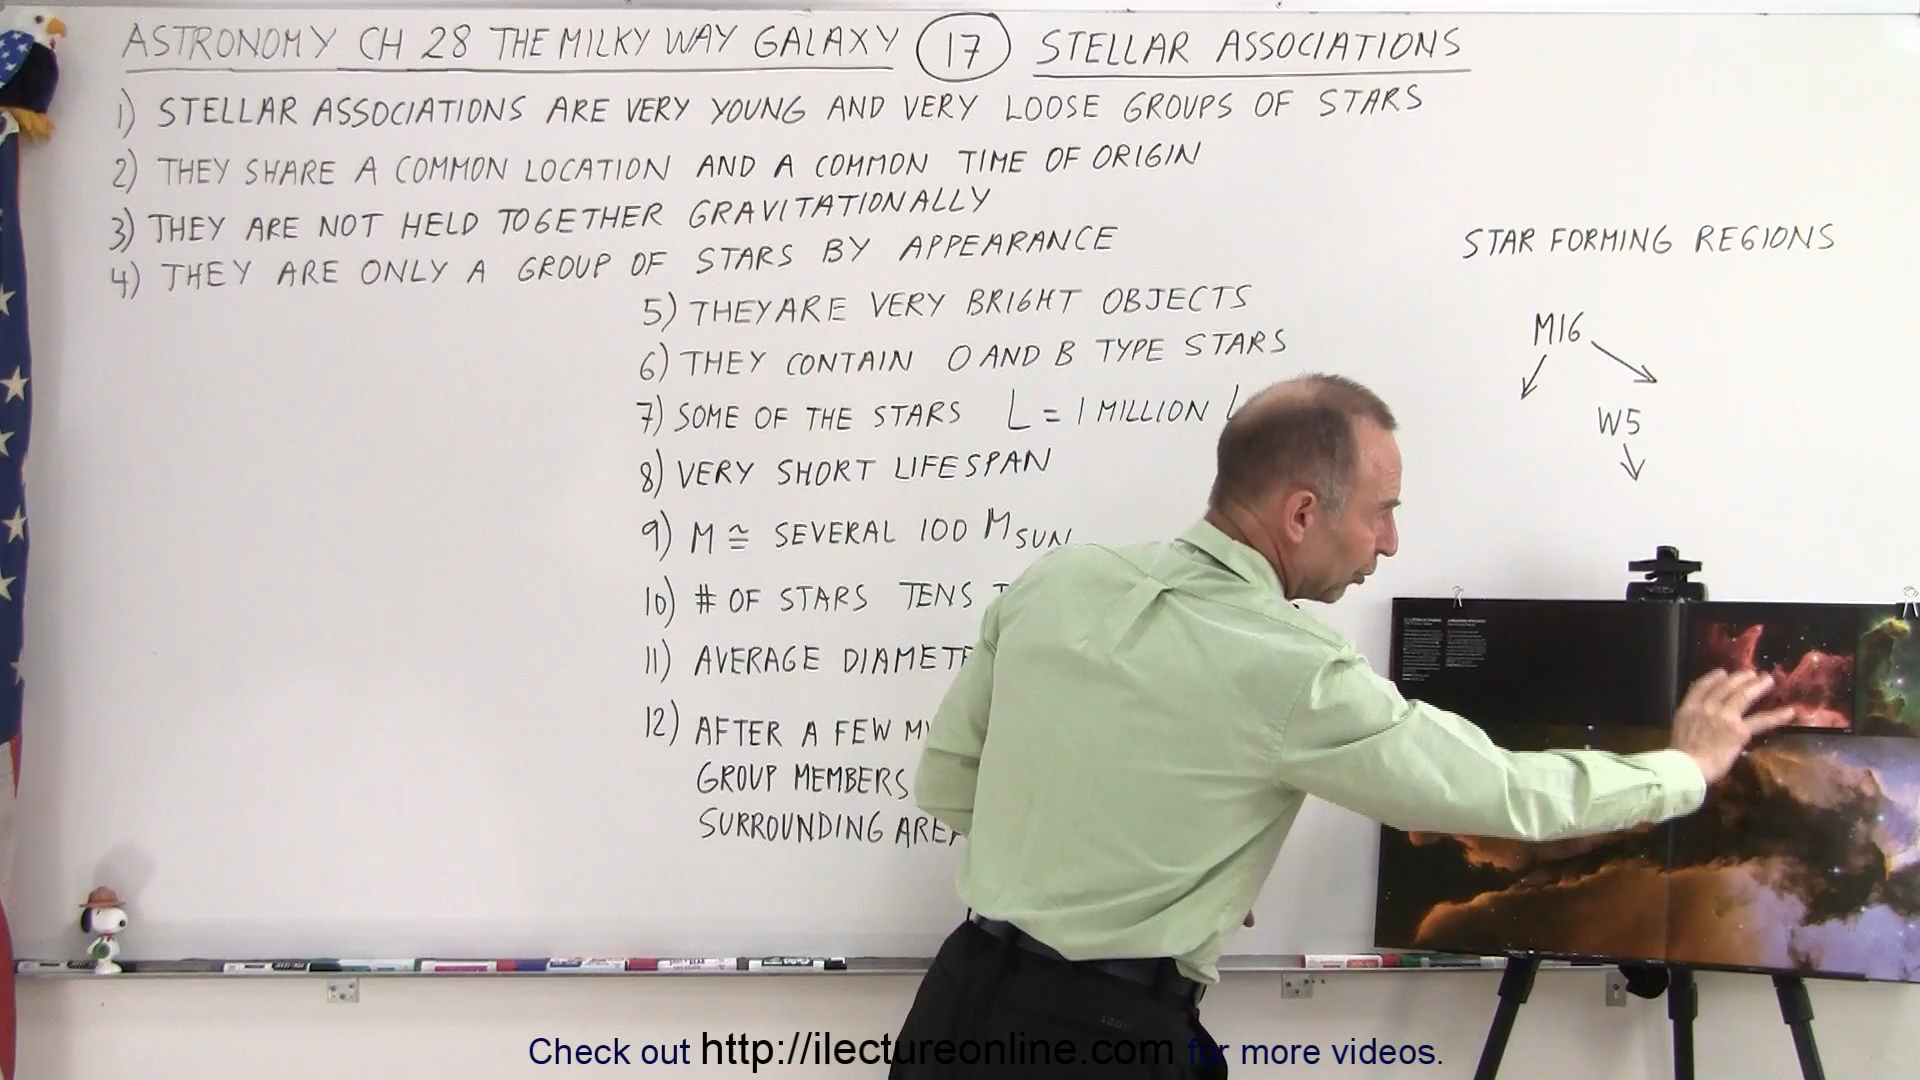 ASTRONOMY CH 28 THE MILKY WAY GALAXY 17 STELLAR ASSOCIATIONS
1) STELLAR ASSOCIATIONS ARE VERY YOUNG AND VERY LOOSE GROUPS OF STARS
2) THEY SHARE A COMMON LOCATION AND A COMMON TIME OF ORIGIN
3) THEY ARE NOT HELD TOGETHER GRAVITATIONALLY
4) THEY ARE ONLY A GROUP OF STARS BY APPEARANCE
5) THEY ARE VERY BRIGHT OBJECTS
6) THEY CONTAIN O AND B TYPE STARS
7) SOME OF THE STARS L = 1 MILLION
8) VERY SHORT LIFESPAN
9) M ≅ SEVERAL 100 M SUN
10) # OF STARS TENS
11) AVERAGE
12) AFTER A FEW
GROUP MEMBERS
SURROUNDING
STAR FORMING REGIONS
M16
W5
Check out http://ilectureonline.com for more videos.